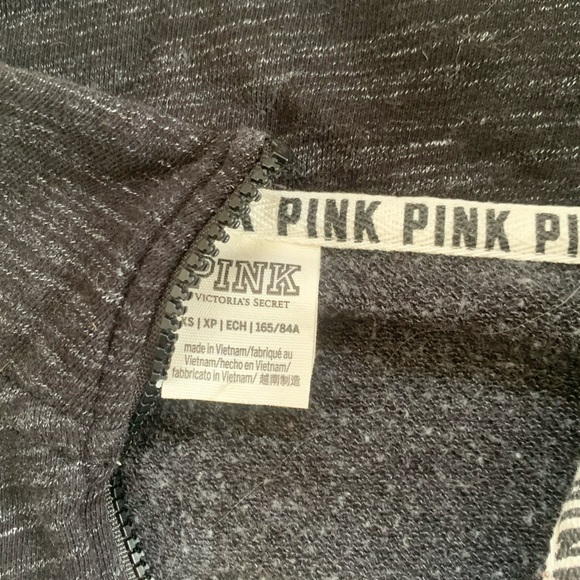 K PINK PINK PI
PINK
VICTORIA'S SECRET
XS | XP | ECH | 165/84A
made in Vietnam/fabriqué au
Vietnam/hecho en Vietnam/
fabbricato in Vietnam/ 越南制造